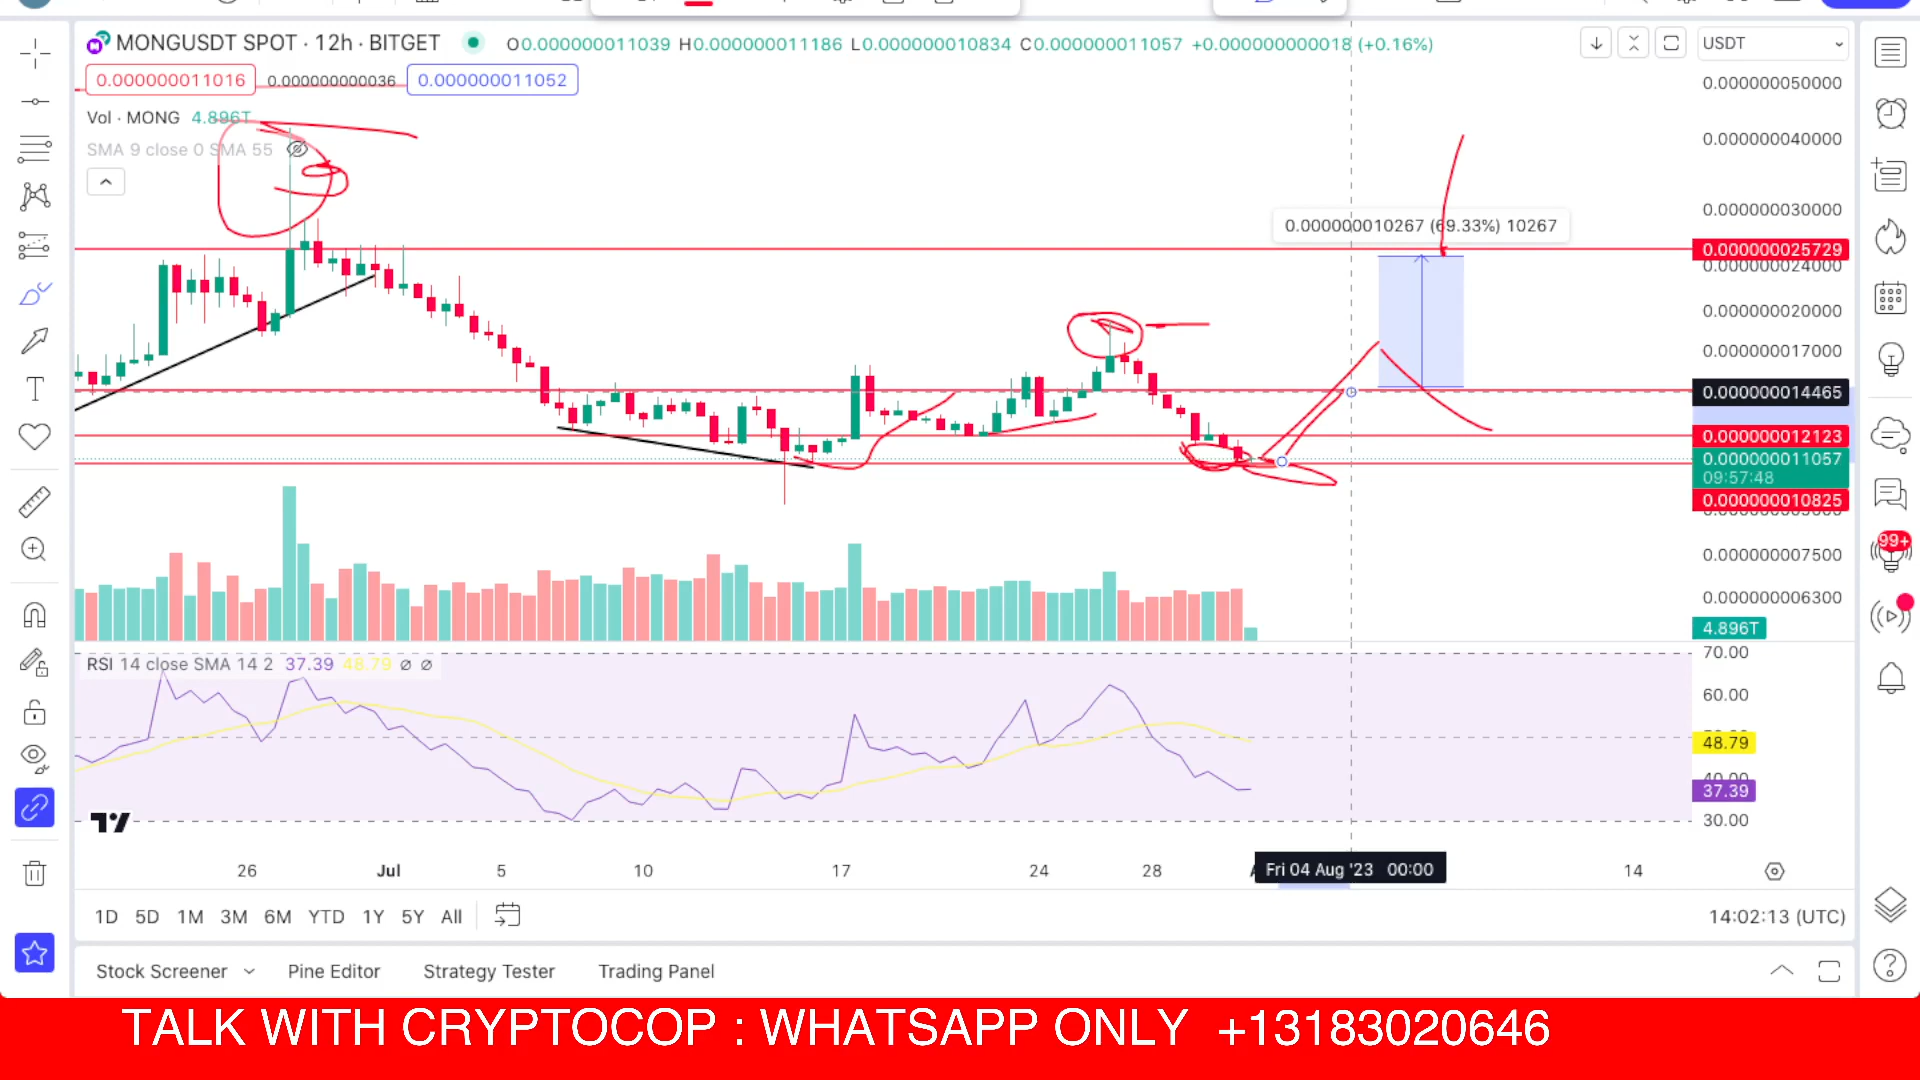 MONGUSDT SPOT · 12h · BITGET O0.000000011039 H0.000000011186 L0.000000010834 C0.000000011057 +0.000000000018 (+0.16%) USDT
0.000000011016 0.000000000036 0.000000011052
0.000000050000
Vol · MONG 4.896T
0.000000040000
SMA 9 close 0 SMA 55
0.000000030000
0.000000010267 (69.33%) 10267
0.000000025729
0.000000024000
0.000000020000
0.000000017000
0.000000014465
0.000000012123
0.000000011057
09:57:48
0.000000010825
0.000000007500
0.000000006300
4.896T
RSI 14 close SMA 14 2 37.39 48.79 ∅ ∅
70.00
60.00
48.79
40.00
37.39
30.00
99+
26 Jul 5 10 17 24 28 Fri 04 Aug '23 00:00 14
1D 5D 1M 3M 6M YTD 1Y 5Y All 14:02:13 (UTC)
Stock Screener Pine Editor Strategy Tester Trading Panel
TALK WITH CRYPTOCOP : WHATSAPP ONLY +13183020646